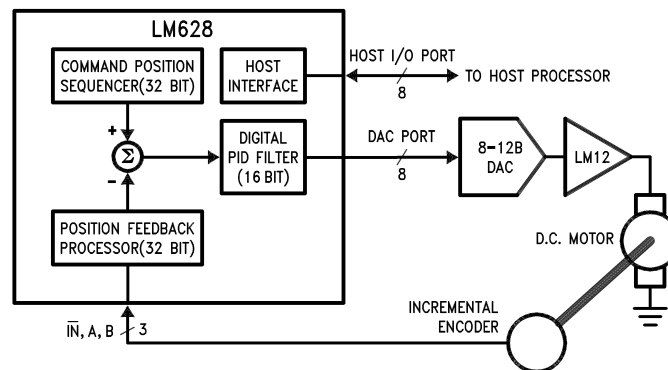 LM628
COMMAND POSITION
SEQUENCER(32 BIT)
HOST
INTERFACE
HOST I/O PORT
8
TO HOST PROCESSOR
+
Σ
−
DIGITAL
PID FILTER
(16 BIT)
DAC PORT
8
8−12B
DAC
LM12
POSITION FEEDBACK
PROCESSOR(32 BIT)
D.C. MOTOR
INCREMENTAL
ENCODER
I̅N̅, A, B
3